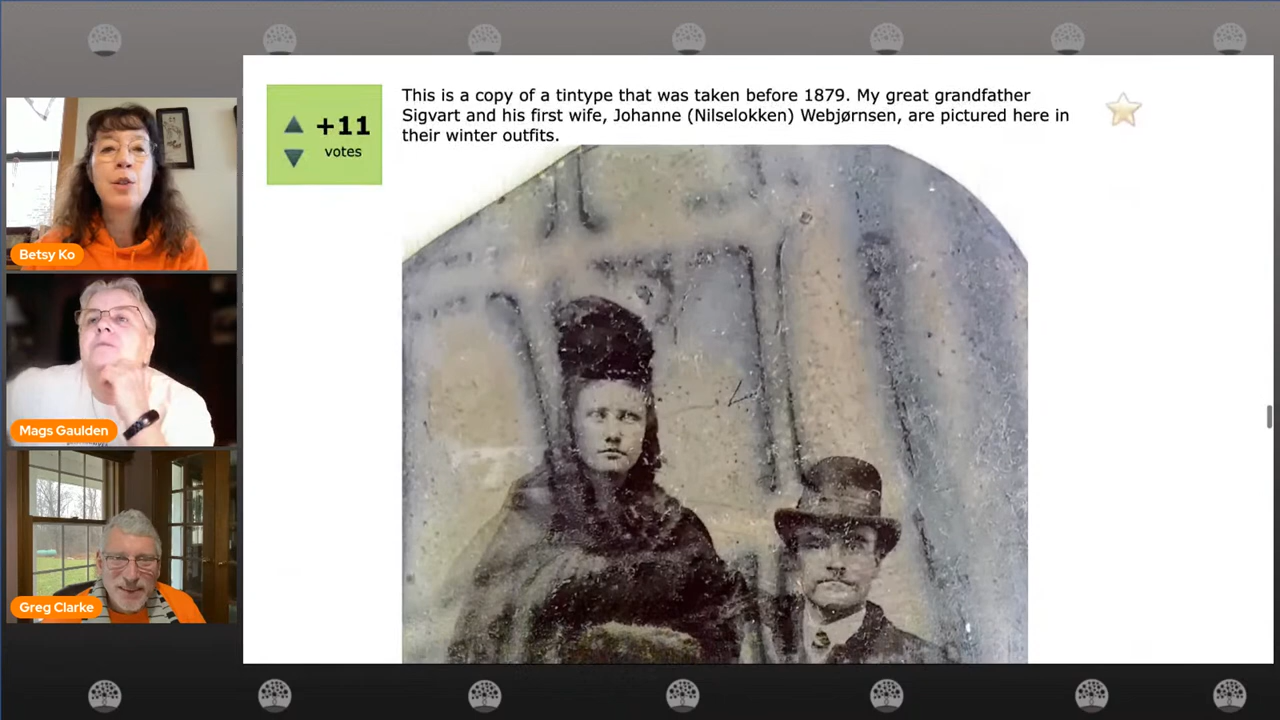 +11
votes
This is a copy of a tintype that was taken before 1879. My great grandfather
Sigvart and his first wife, Johanne (Nilselokken) Webjørnsen, are pictured here in
their winter outfits.
Betsy Ko
Mags Gaulden
Greg Clarke